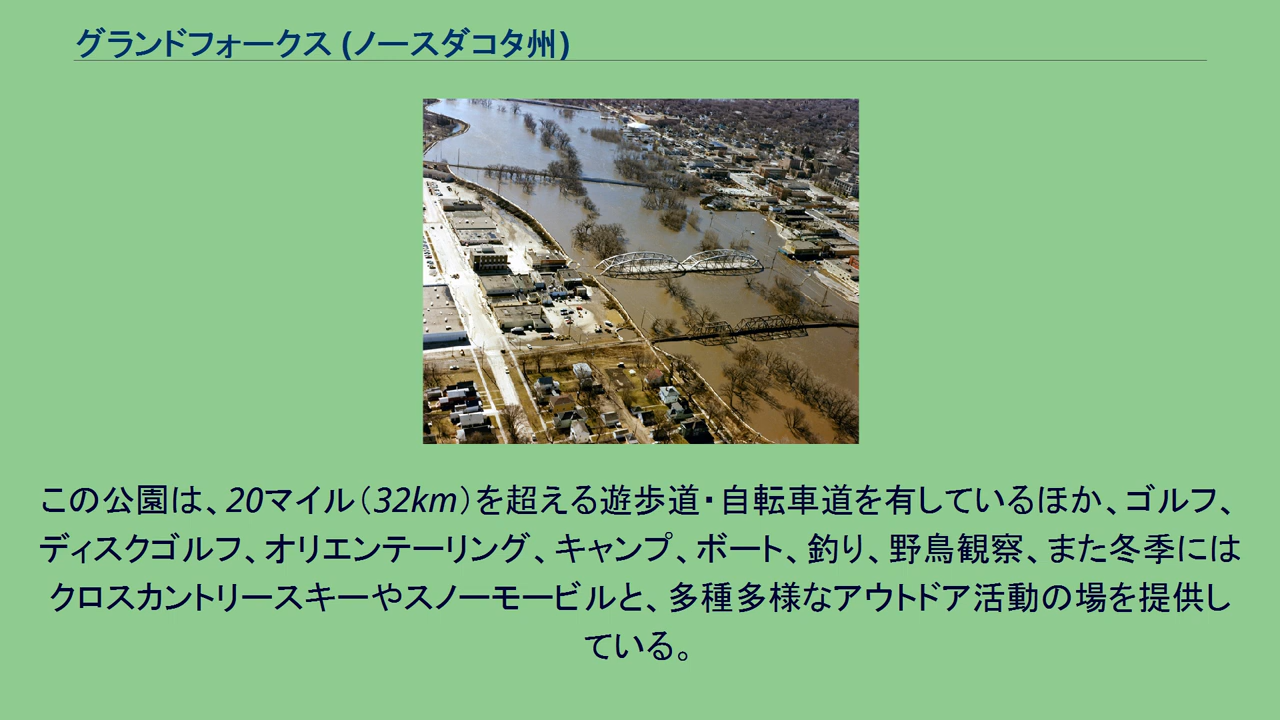 グランドフォークス (ノースダコタ州)
この公園は、20マイル（32km）を超える遊歩道・自転車道を有しているほか、ゴルフ、
ディスクゴルフ、オリエンテーリング、キャンプ、ボート、釣り、野鳥観察、また冬季には
クロスカントリースキーやスノーモービルと、多種多様なアウトドア活動の場を提供し
ている。